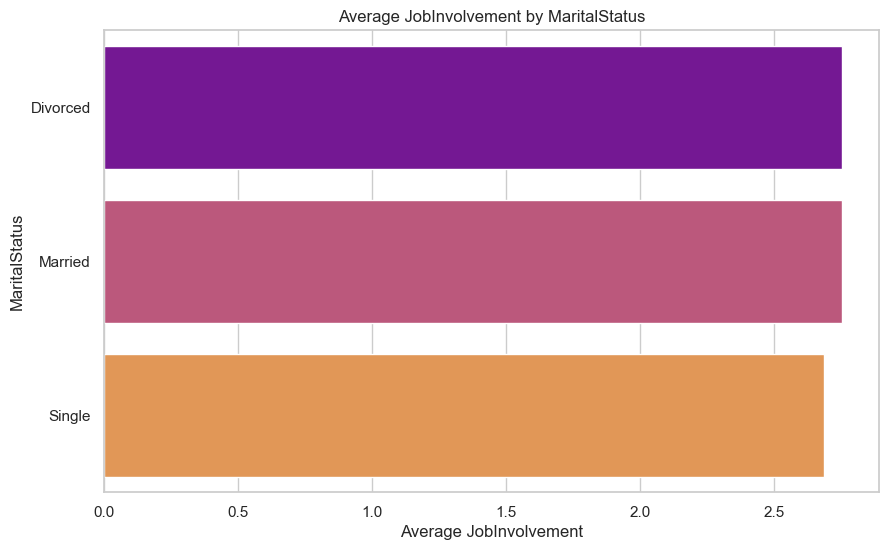 Average JobInvolvement by MaritalStatus
MaritalStatus
Divorced
Married
Single
0.0 0.5 1.0 1.5 2.0 2.5
Average JobInvolvement